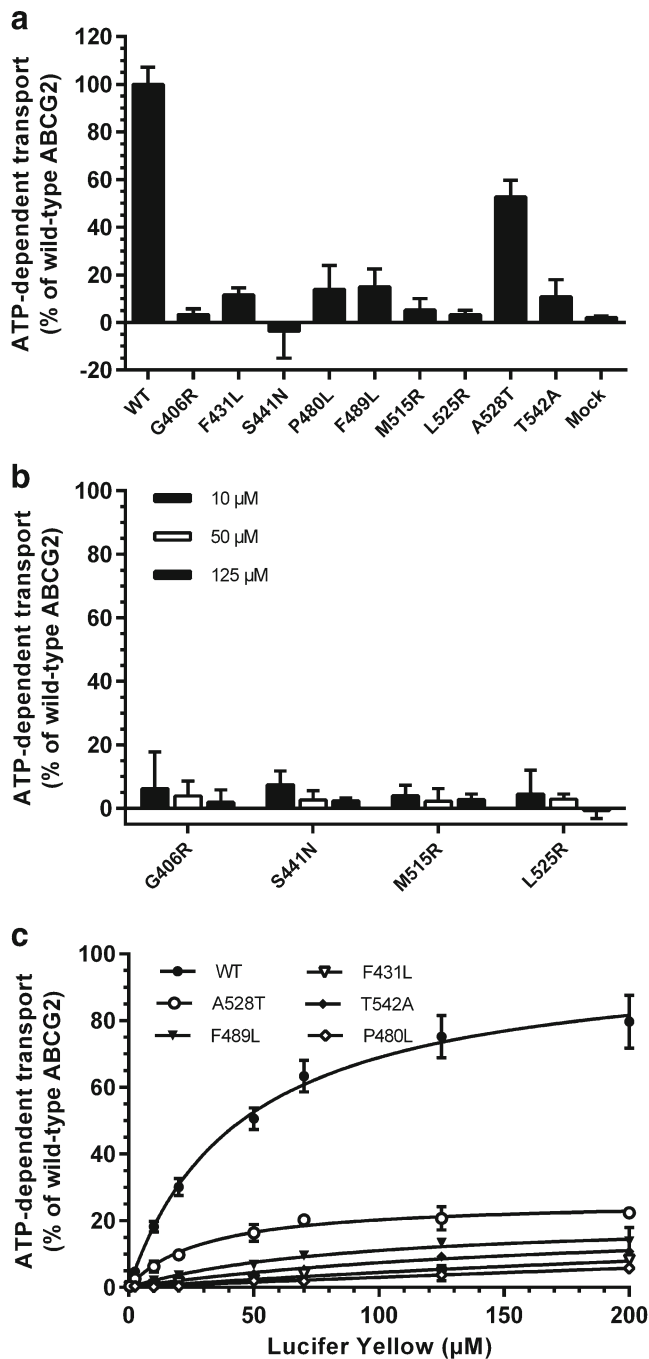 a
ATP-dependent transport
(% of wild-type ABCG2)
120
100
80
60
40
20
0
-20
WT
G406R
F431L
S441N
P480L
F489L
M515R
L525R
A528T
T542A
Mock
b
ATP-dependent transport
(% of wild-type ABCG2)
100
80
60
40
20
0
10 µM
50 µM
125 µM
G406R
S441N
M515R
L525R
c
ATP-dependent transport
(% of wild-type ABCG2)
100
80
60
40
20
0
WT
F431L
A528T
T542A
F489L
P480L
0
50
100
150
200
Lucifer Yellow (µM)